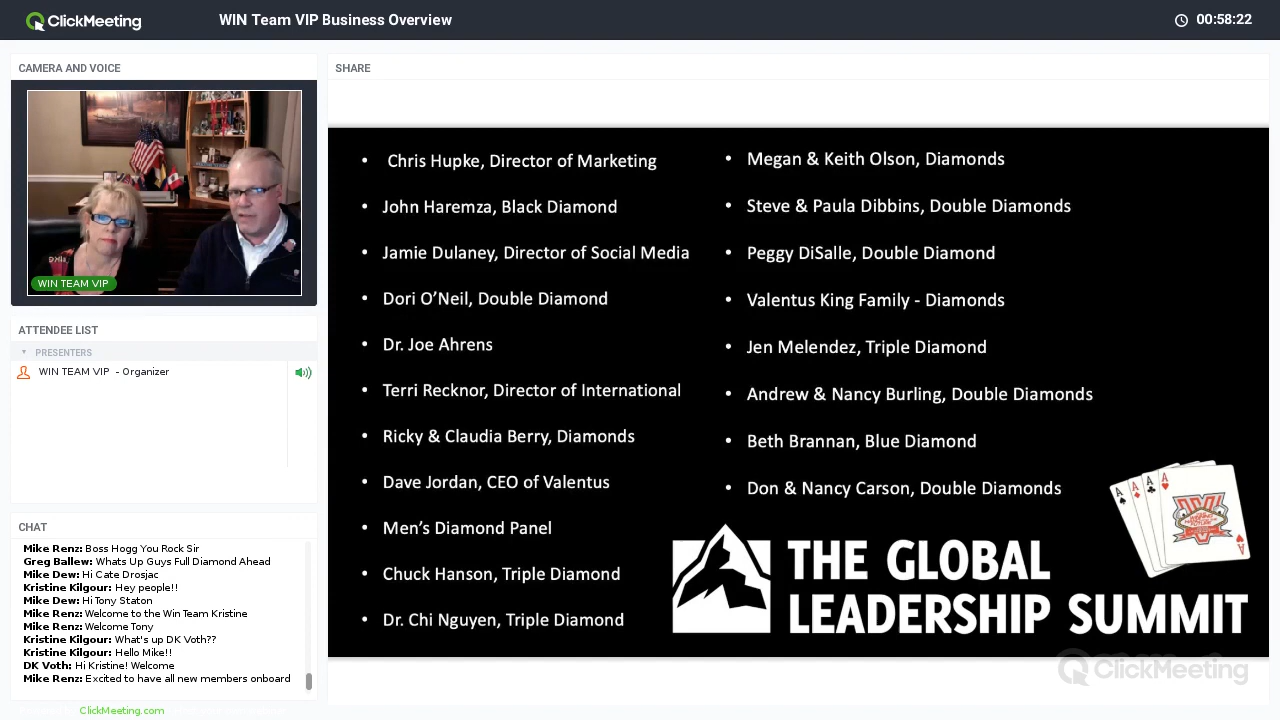 ClickMeeting
WIN Team VIP Business Overview
00:58:22
CAMERA AND VOICE
WIN TEAM VIP
ATTENDEE LIST
PRESENTERS
WIN TEAM VIP - Organizer
CHAT
Mike Renz: Boss Hogg You Rock Sir
Greg Ballew: Whats Up Guys Full Diamond Ahead
Mike Dew: Hi Cate Drosjac
Kristine Kilgour: Hey people!!
Mike Dew: Hi Tony Staton
Mike Renz: Welcome to the Win Team Kristine
Mike Renz: Welcome Tony
Kristine Kilgour: What's up DK Voth??
Kristine Kilgour: Hello Mike!!
DK Voth: Hi Kristine! Welcome
Mike Renz: Excited to have all new members onboard
ClickMeeting.com
SHARE
• Chris Hupke, Director of Marketing
• John Haremza, Black Diamond
• Jamie Dulaney, Director of Social Media
• Dori O’Neil, Double Diamond
• Dr. Joe Ahrens
• Terri Recknor, Director of International
• Ricky & Claudia Berry, Diamonds
• Dave Jordan, CEO of Valentus
• Men’s Diamond Panel
• Chuck Hanson, Triple Diamond
• Dr. Chi Nguyen, Triple Diamond
• Megan & Keith Olson, Diamonds
• Steve & Paula Dibbins, Double Diamonds
• Peggy DiSalle, Double Diamond
• Valentus King Family - Diamonds
• Jen Melendez, Triple Diamond
• Andrew & Nancy Burling, Double Diamonds
• Beth Brannan, Blue Diamond
• Don & Nancy Carson, Double Diamonds
A
A
A
A
A
THE GLOBAL
LEADERSHIP SUMMIT
ClickMeeting